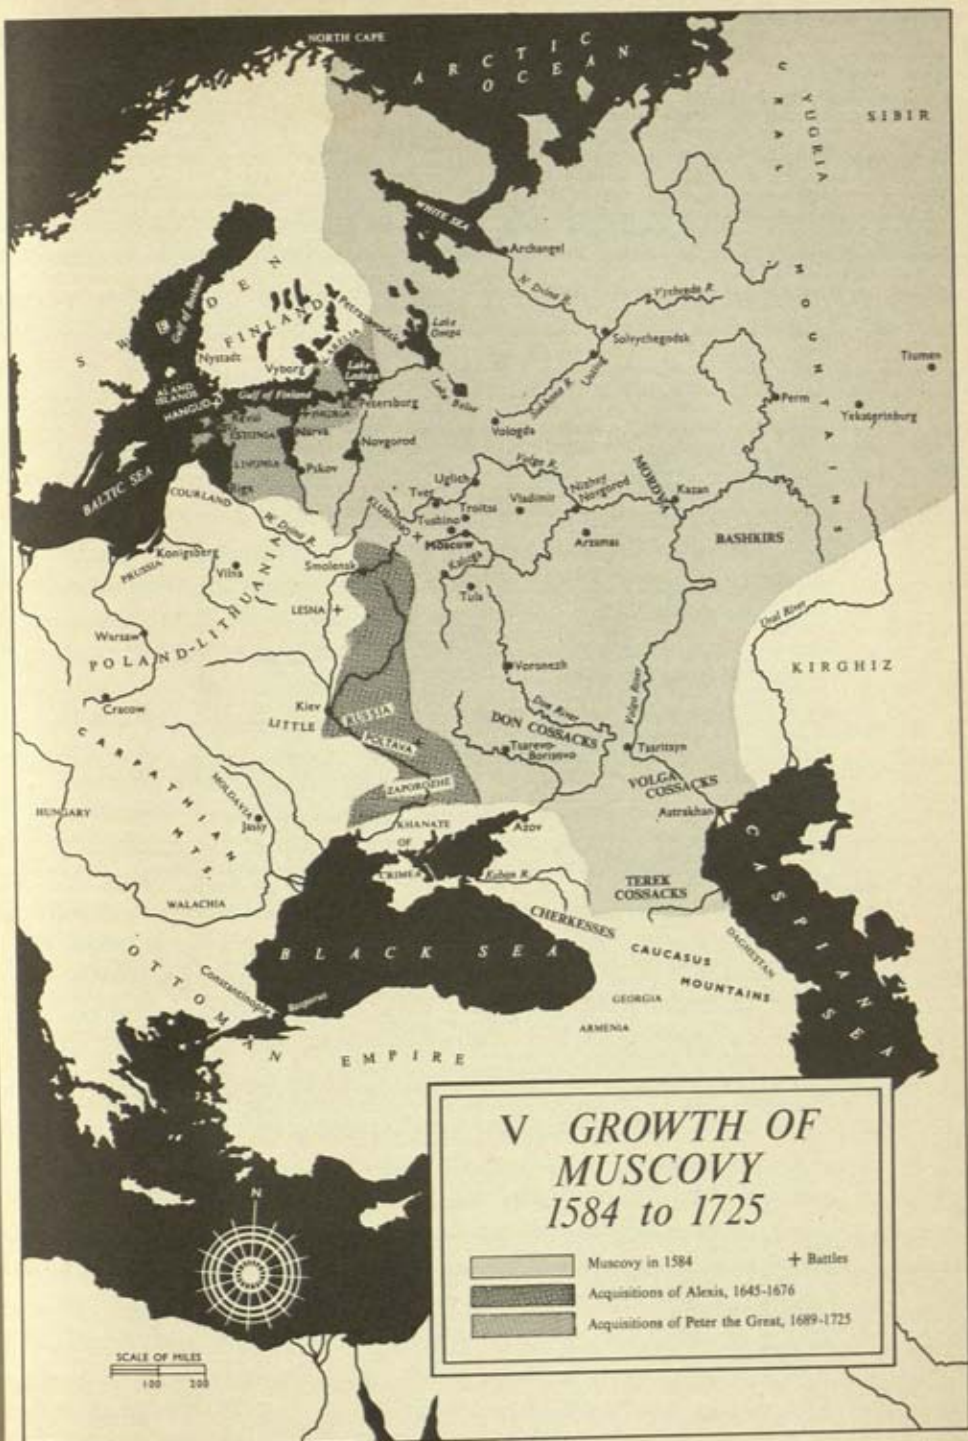 NORTH CAPE
ARCTIC
OCEAN
URAL
YUGRIA
SIBIR
WHITE SEA
Archangel
N. Dvina R.
Vychegda R.
Solvychegodsk
Ustiug
Sukhona R.
Vologda
Lake
Onega
Petrozavodsk
Lake
Beloe
SWEDEN
Gulf of Bothnia
FINLAND
KARELIA
Lake
Ladoga
Nystadt
Vyborg
ALAND
ISLANDS
HANGUD
Gulf of Finland
St. Petersburg
INGRIA
Reval
ESTONIA
Narva
Novgorod
LIVONIA
Pskov
Riga
BALTIC SEA
COURLAND
W. Dvina R.
MOUNTAINS
Tiumen
Perm
Yekaterinburg
Volga R.
Uglich
Tver
Troitsa
Vladimir
Nizhny
Novgorod
MORDVA
Kazan
KLUSHINO
Tushino
Moscow
Arzamas
BASHKIRS
Kaluga
Tula
Konigsberg
PRUSSIA
Vilna
Smolensk
LESNA
POLAND-LITHUANIA
Warsaw
Cracow
Ural River
KIRGHIZ
Voronezh
Don River
Volga River
DON COSSACKS
Kiev
LITTLE
RUSSIA
POLTAVA
Tsarevo-
Borisovo
Tsaritsyn
VOLGA
COSSACKS
ZAPOROZHE
CARPATHIAN
MTS.
MOLDAVIA
Jassy
HUNGARY
KHANATE
OF
CRIMEA
Azov
Astrakhan
Kuban R.
TEREK
COSSACKS
WALACHIA
CHERKESSES
CAUCASUS
MOUNTAINS
DAGHESTAN
CASPIAN
SEA
BLACK SEA
GEORGIA
ARMENIA
Constantinople
Bosporus
OTTOMAN
EMPIRE
V GROWTH OF
MUSCOVY
1584 to 1725
Muscovy in 1584
+ Battles
Acquisitions of Alexis, 1645-1676
Acquisitions of Peter the Great, 1689-1725
N
SCALE OF MILES
100 200